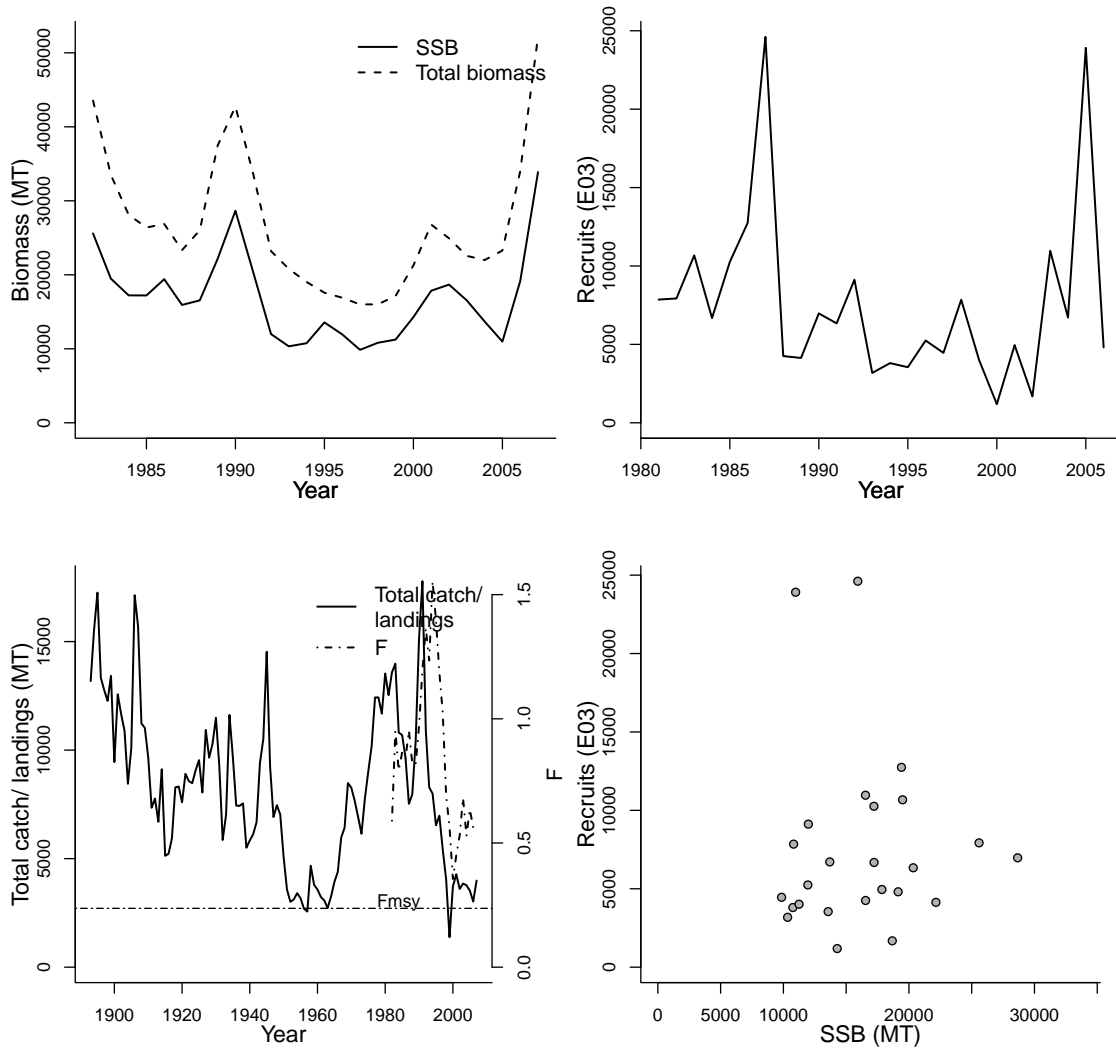 Biomass (MT)
0 10000 20000 30000 40000 50000
SSB
Total biomass
1985 1990 1995 2000 2005
Year
Recruits (E03)
0 5000 10000 15000 20000 25000
1980 1985 1990 1995 2000 2005
Year
Total catch/ landings (MT)
0 5000 10000 15000
Total catch/
landings
F
Fmsy
0.0 0.5 1.0 1.5
F
1900 1920 1940 1960 1980 2000
Year
Recruits (E03)
0 5000 10000 15000 20000 25000
0 5000 10000 20000 30000
SSB (MT)